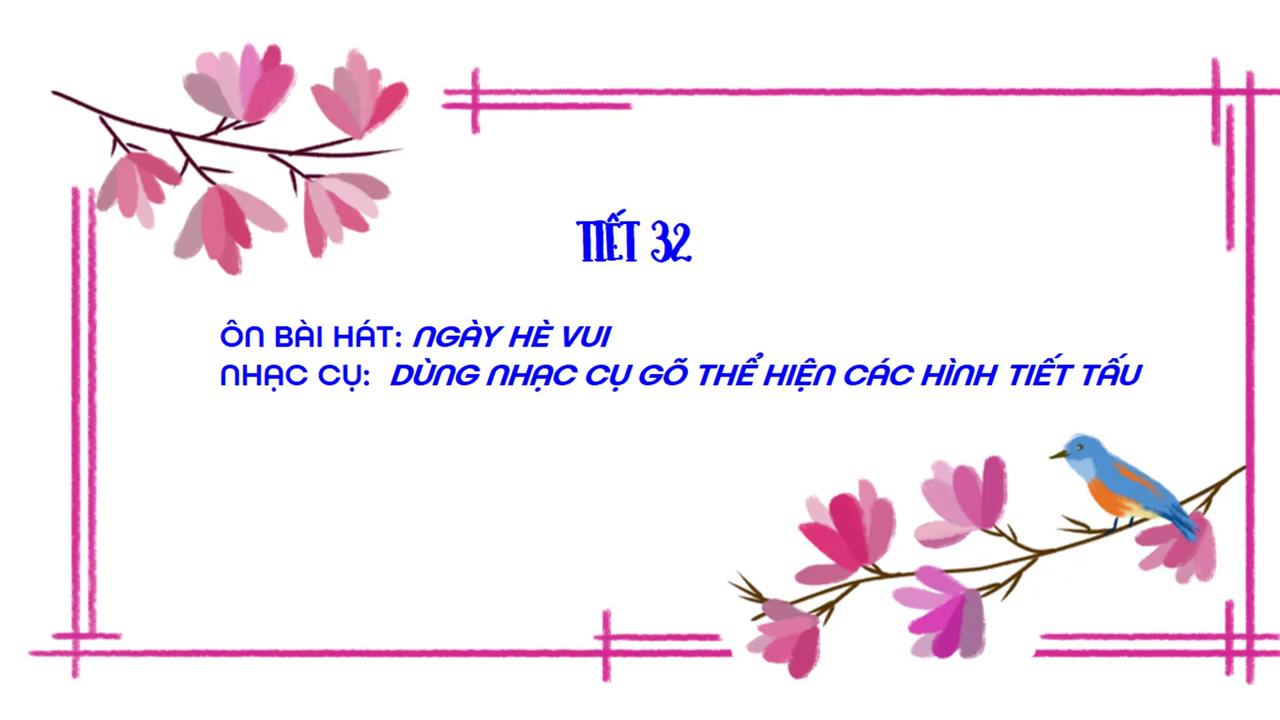 TIẾT 32
ÔN BÀI HÁT: NGÀY HÈ VUI
NHẠC CỤ: DÙNG NHẠC CỤ GÕ THỂ HIỆN CÁC HÌNH TIẾT TẤU